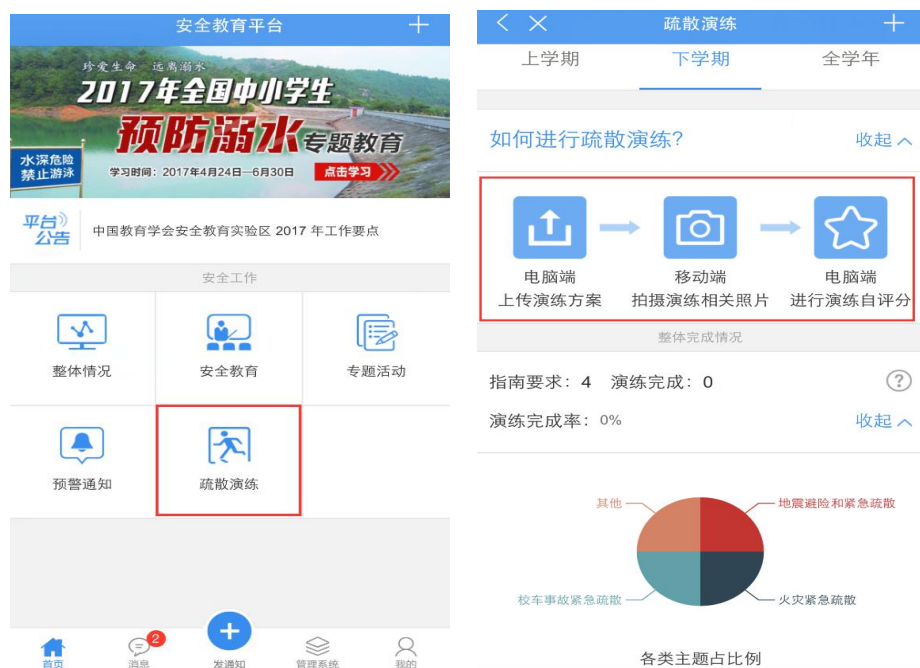 安全教育平台
珍爱生命 远离溺水
2017年全国中小学生
预防溺水专题教育
水深危险
禁止游泳
学习时间：2017年4月24日—6月30日
点击学习
平台
公告
中国教育学会安全教育实验区 2017 年工作要点
安全工作
整体情况
安全教育
专题活动
预警通知
疏散演练
首页
2
消息
发通知
管理系统
我的
疏散演练
上学期
下学期
全学年
如何进行疏散演练?
收起
电脑端
上传演练方案
移动端
拍摄演练相关照片
电脑端
进行演练自评分
整体完成情况
指南要求：4 演练完成：0
演练完成率：0%
收起
其他
地震避险和紧急疏散
校车事故紧急疏散
火灾紧急疏散
各类主题占比例